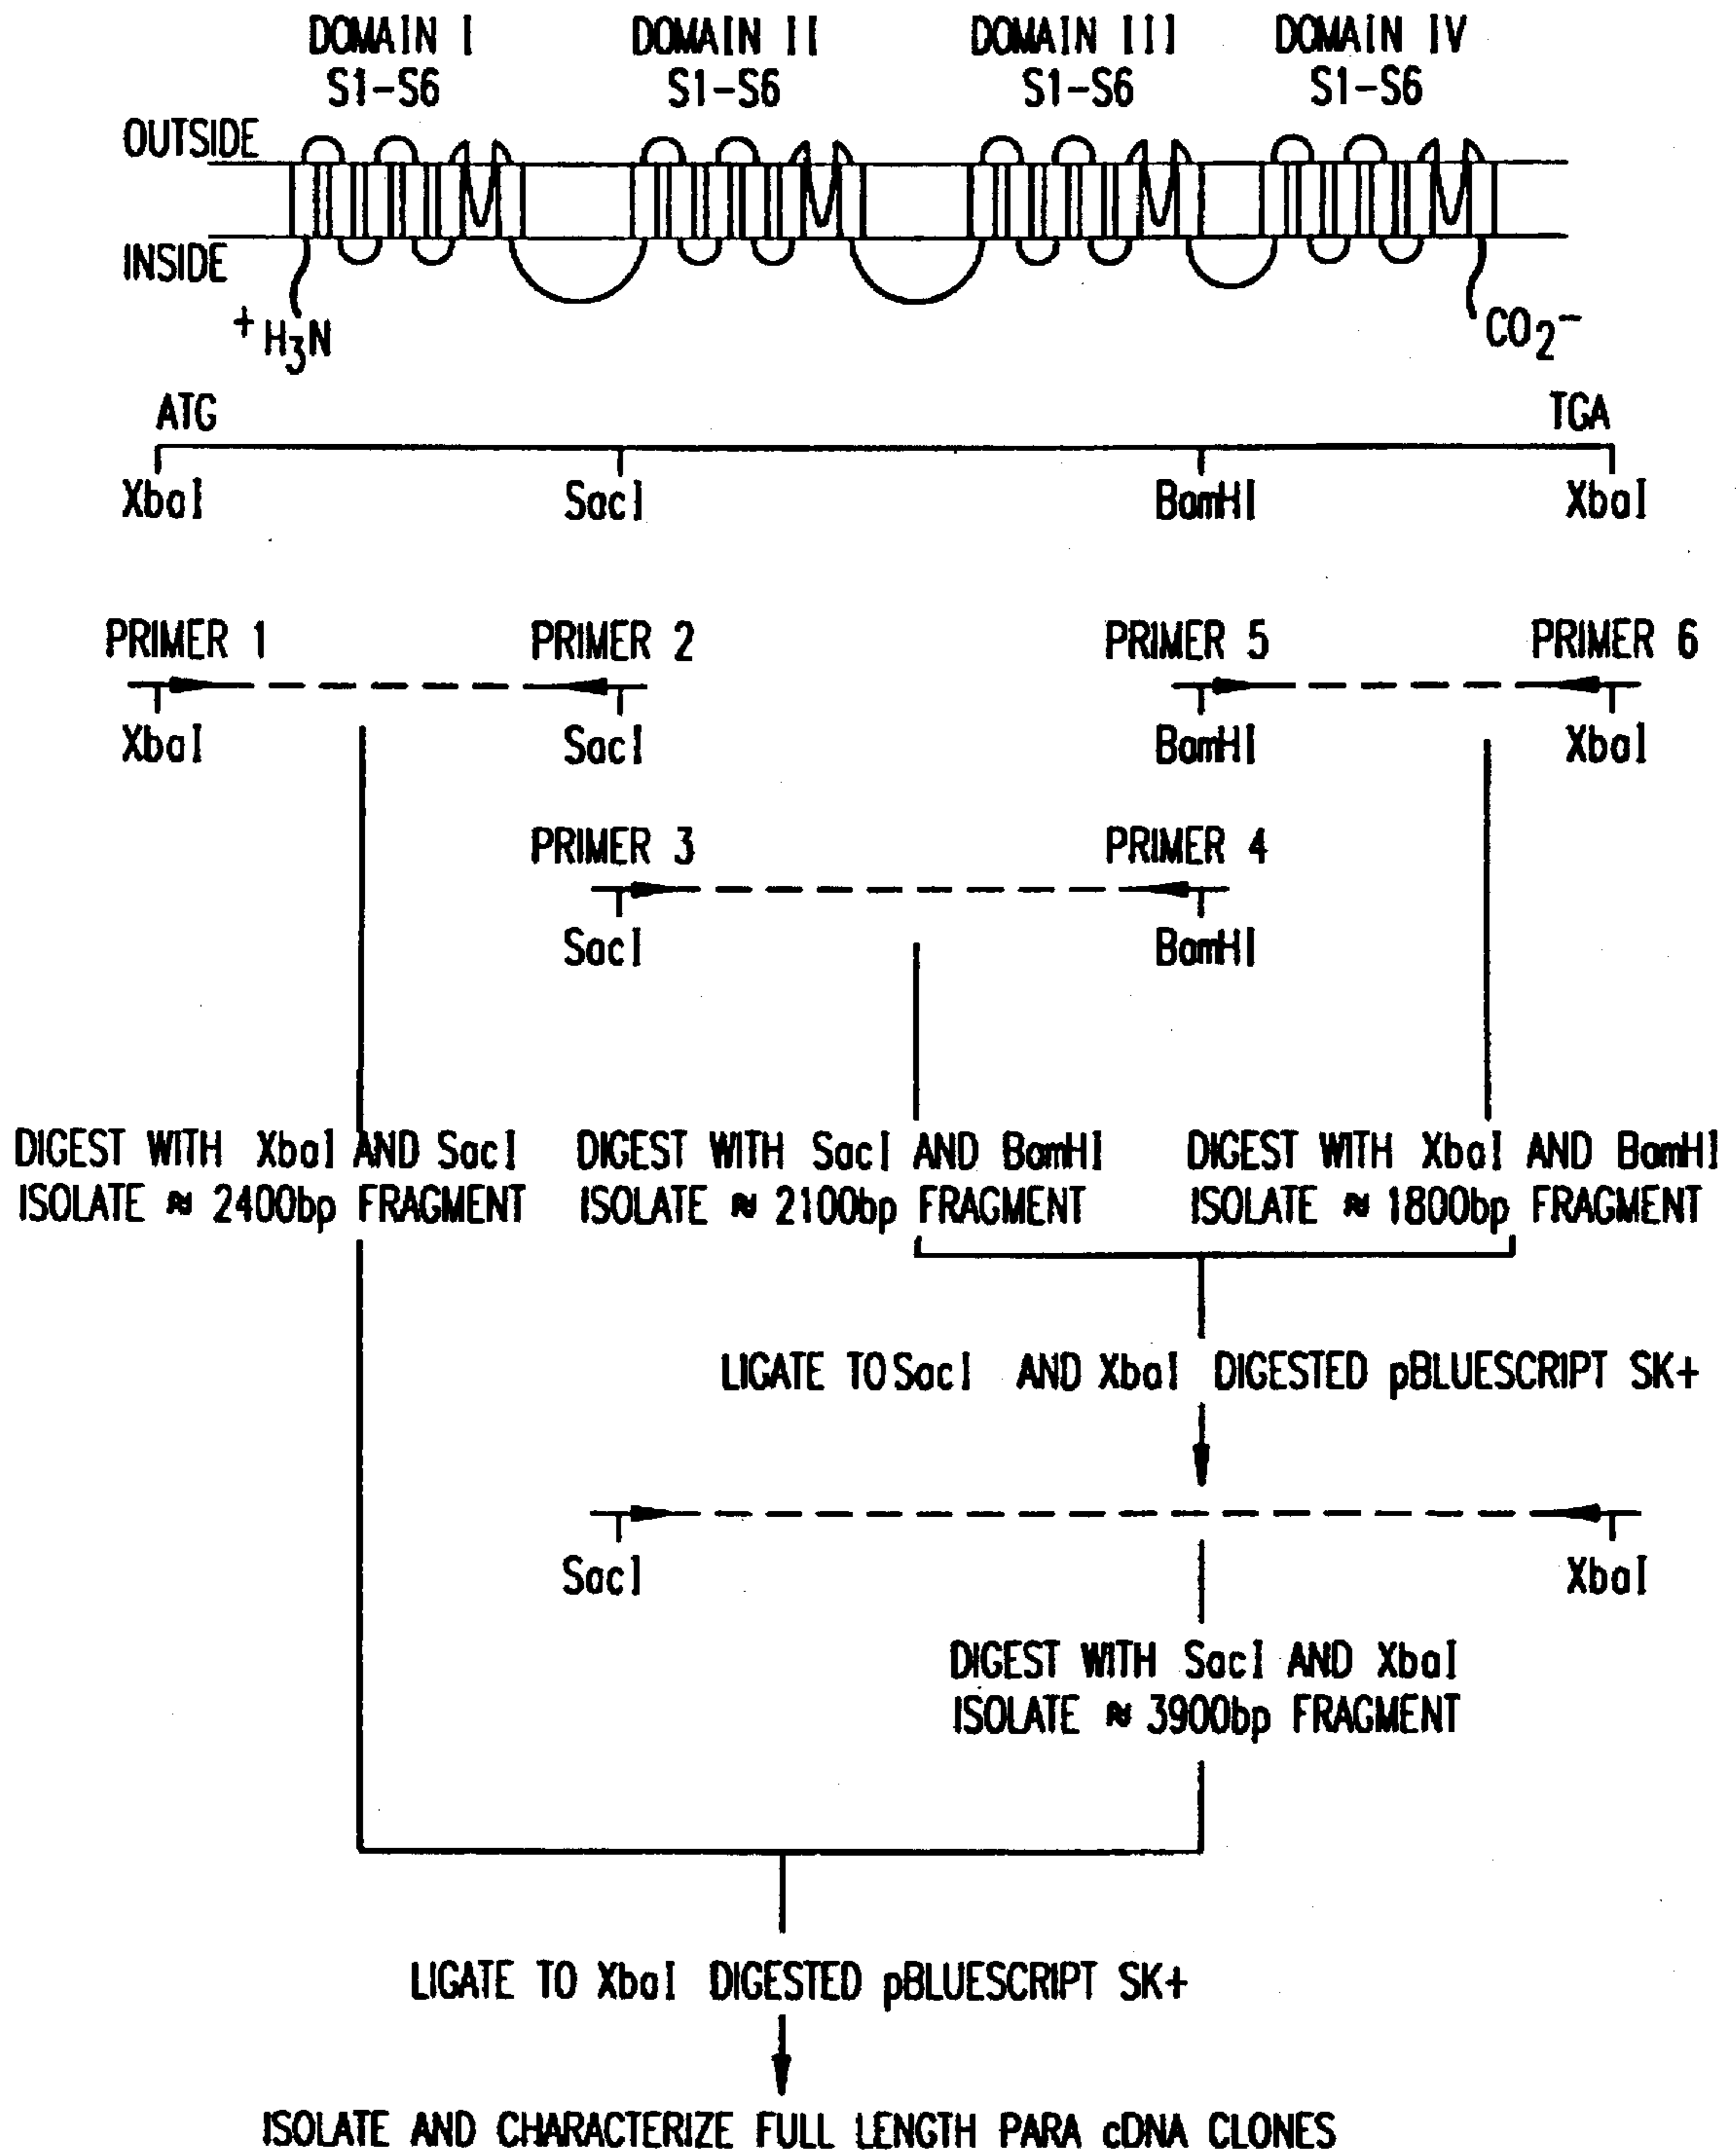 DOMAIN I DOMAIN II DOMAIN III DOMAIN IV
S1-S6 S1-S6 S1-S6 S1-S6
OUTSIDE
INSIDE
+H3N CO2-
ATG TGA
XbaI SacI BamHI XbaI
PRIMER 1 PRIMER 2 PRIMER 5 PRIMER 6
XbaI SacI BamHI XbaI
PRIMER 3 PRIMER 4
SacI BamHI
DIGEST WITH XbaI AND SacI DIGEST WITH SacI AND BamHI DIGEST WITH XbaI AND BamHI
ISOLATE ≈ 2400bp FRAGMENT ISOLATE ≈ 2100bp FRAGMENT ISOLATE ≈ 1800bp FRAGMENT
LIGATE TO SacI AND XbaI DIGESTED pBLUESCRIPT SK+
SacI XbaI
DIGEST WITH SacI AND XbaI
ISOLATE ≈ 3900bp FRAGMENT
LIGATE TO XbaI DIGESTED pBLUESCRIPT SK+
ISOLATE AND CHARACTERIZE FULL LENGTH PARA cDNA CLONES